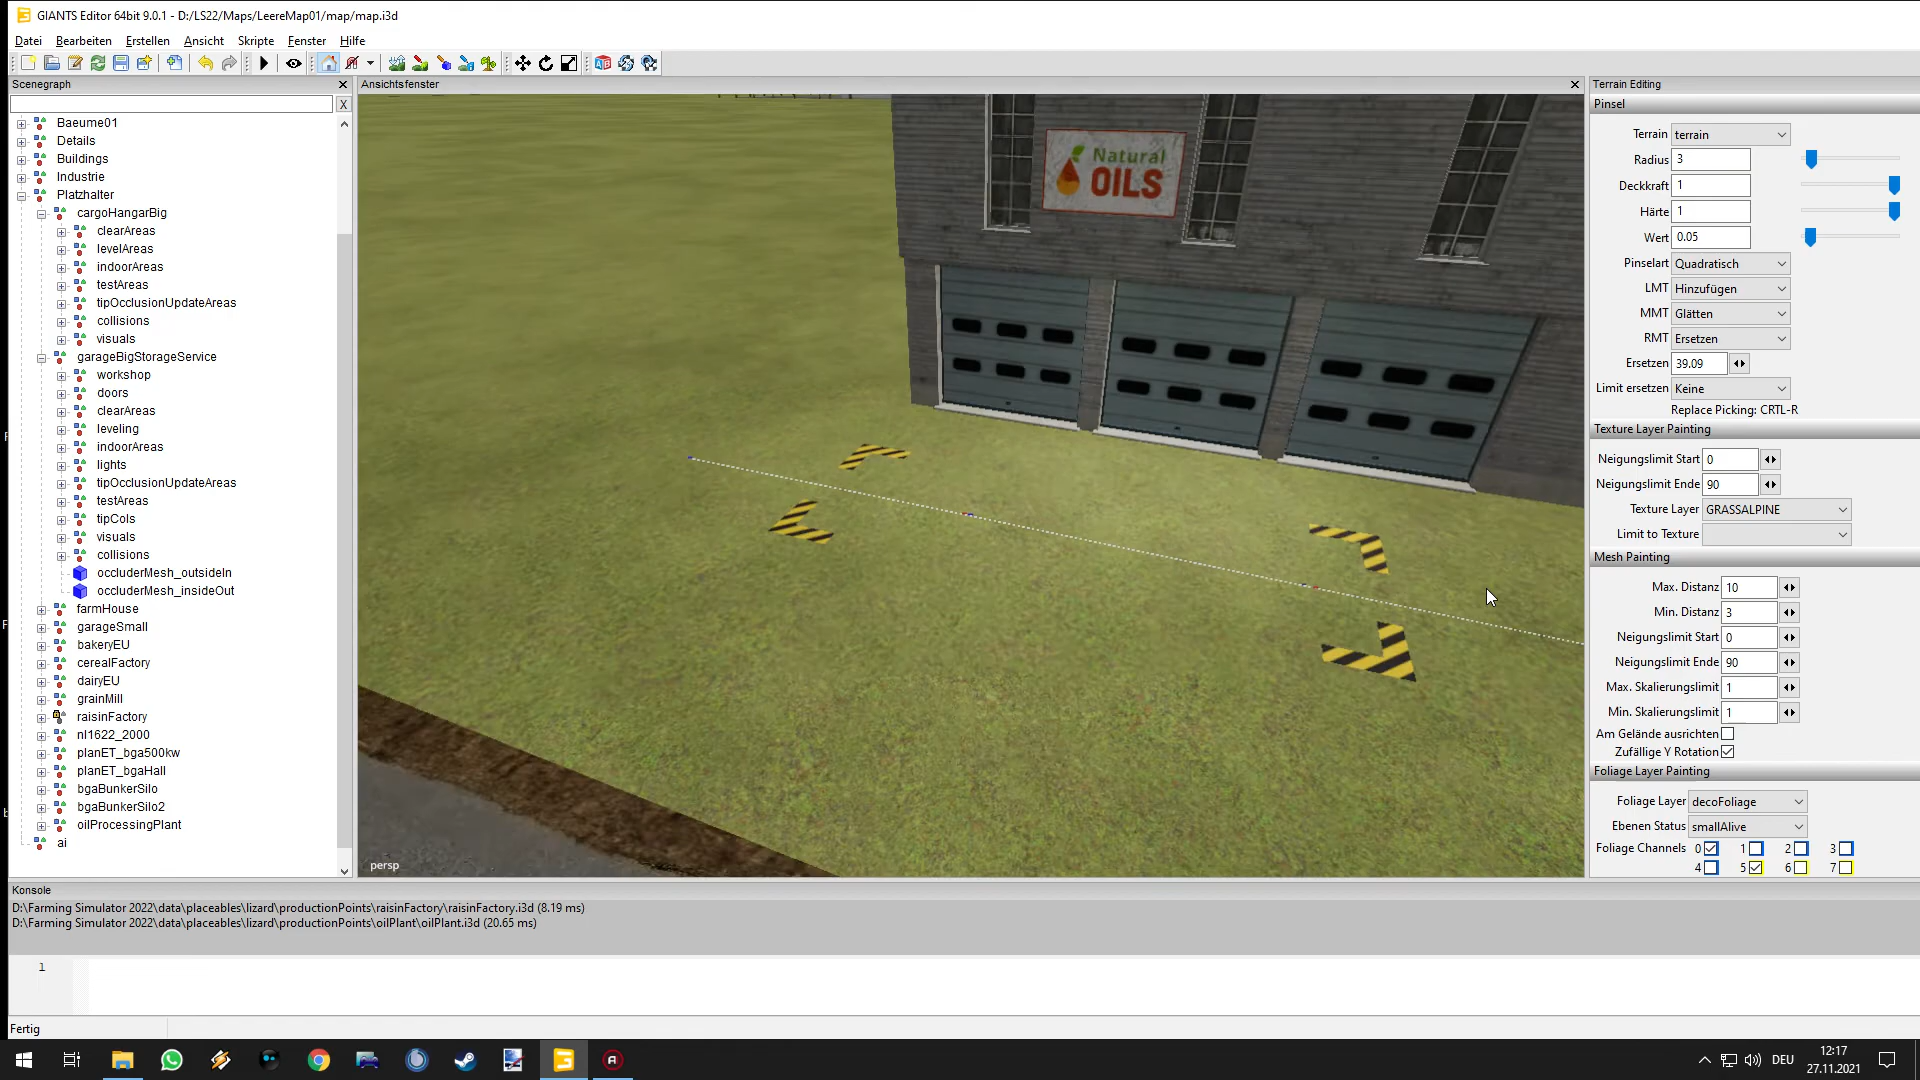 GIANTS Editor 64bit 9.0.1 - D:/LS22/Maps/LeereMap01/map/map.i3d
Datei Bearbeiten Erstellen Ansicht Skripte Fenster Hilfe
Scenegraph
X
Baeume01
Details
Buildings
Industrie
Platzhalter
cargoHangarBig
clearAreas
levelAreas
indoorAreas
testAreas
tipOcclusionUpdateAreas
collisions
visuals
garageBigStorageService
workshop
doors
clearAreas
leveling
indoorAreas
lights
tipOcclusionUpdateAreas
testAreas
tipCols
visuals
collisions
occluderMesh_outsideIn
occluderMesh_insideOut
farmHouse
garageSmall
bakeryEU
cerealFactory
dairyEU
grainMill
raisinFactory
nl1622_2000
planET_bga500kw
planET_bgaHall
bgaBunkerSilo
bgaBunkerSilo2
oilProcessingPlant
ai
Ansichtsfenster
Natural
OILS
persp
Terrain Editing
Pinsel
Terrain terrain
Radius 3
Deckkraft 1
Härte 1
Wert 0.05
Pinselart Quadratisch
LMT Hinzufügen
MMT Glätten
RMT Ersetzen
Ersetzen 39.09
Limit ersetzen Keine
Replace Picking: CRTL-R
Texture Layer Painting
Neigungslimit Start 0
Neigungslimit Ende 90
Texture Layer GRASSALPINE
Limit to Texture
Mesh Painting
Max. Distanz 10
Min. Distanz 3
Neigungslimit Start 0
Neigungslimit Ende 90
Max. Skalierungslimit 1
Min. Skalierungslimit 1
Am Gelände ausrichten
Zufällige Y Rotation
Foliage Layer Painting
Foliage Layer decoFoliage
Ebenen Status smallAlive
Foliage Channels 0 1 2 3
4 5 6 7
Konsole
D:\Farming Simulator 2022\data\placeables\lizard\productionPoints\raisinFactory\raisinFactory.i3d (8.19 ms)
D:\Farming Simulator 2022\data\placeables\lizard\productionPoints\oilPlant\oilPlant.i3d (20.65 ms)
1
Fertig
DEU
12:17
27.11.2021